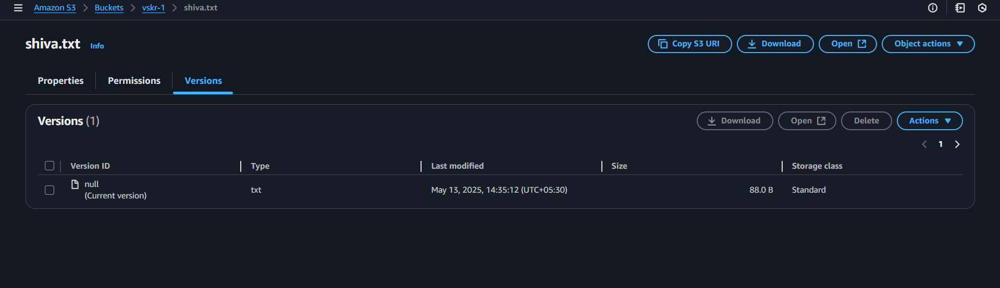 Amazon S3 > Buckets > vskr-1 > shiva.txt
shiva.txt Info Copy S3 URI Download Open Object actions
Properties Permissions Versions
Versions (1) Download Open Delete Actions
1
Version ID Type Last modified Size Storage class
null
(Current version) txt May 13, 2025, 14:35:12 (UTC+05:30) 88.0 B Standard